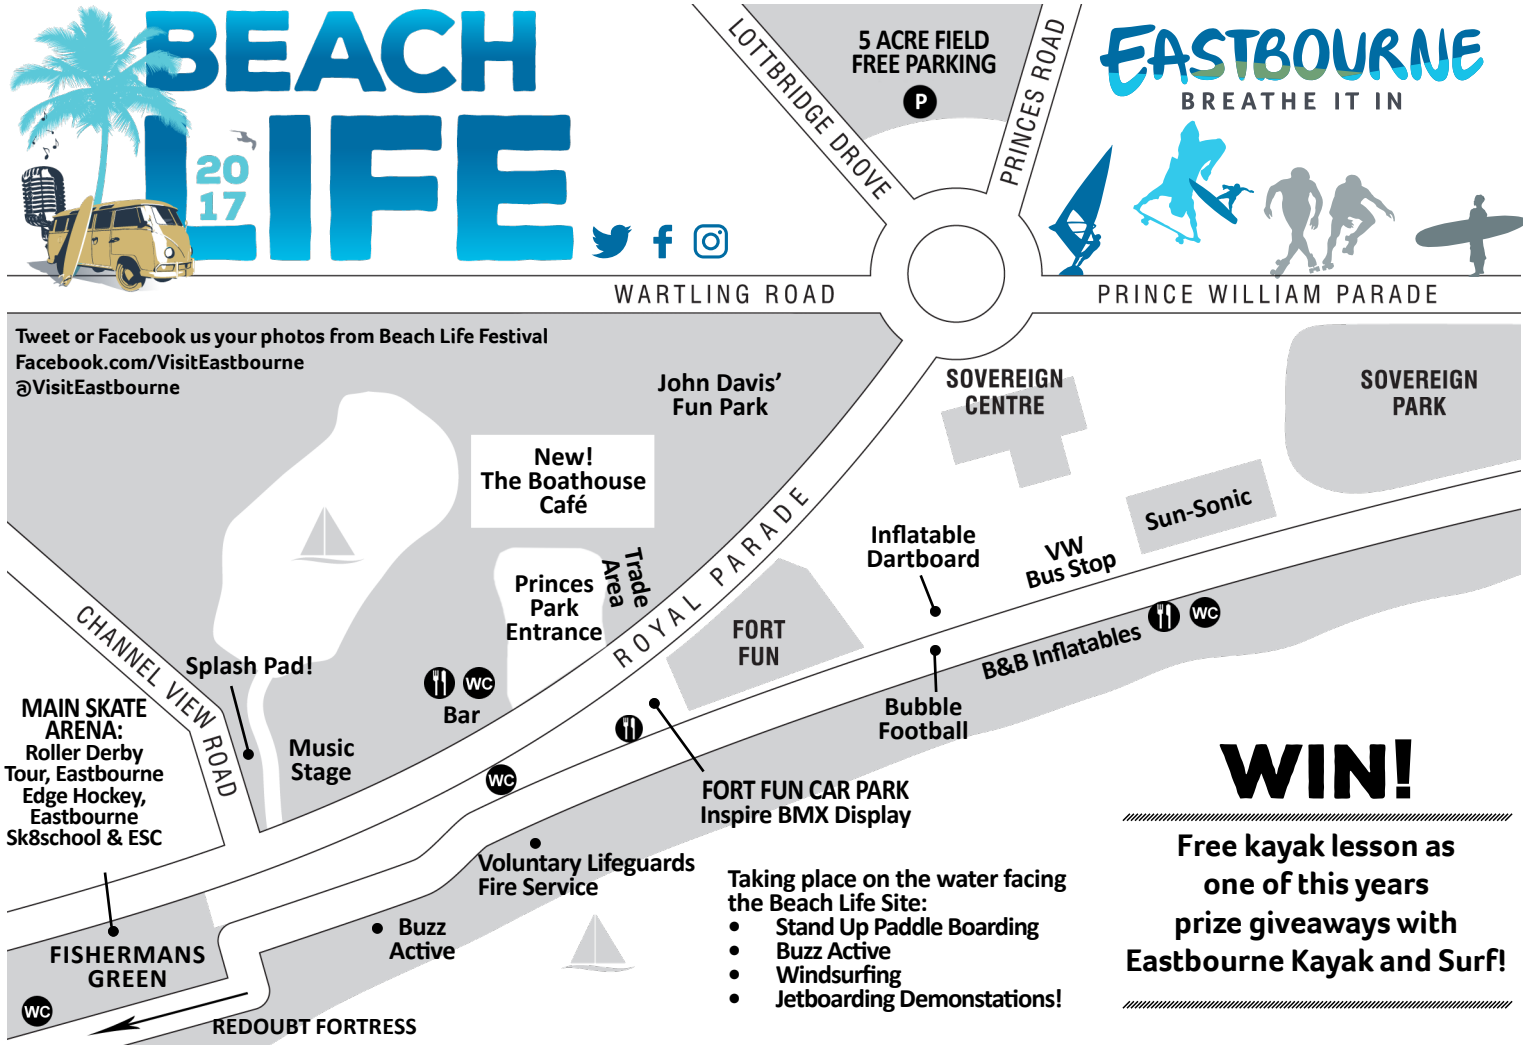 BEACH
LIFE
20
17
5 ACRE FIELD
FREE PARKING
P
LOTTBRIDGE DROVE
PRINCES ROAD
EASTBOURNE
BREATHE IT IN
WARTLING ROAD
PRINCE WILLIAM PARADE
Tweet or Facebook us your photos from Beach Life Festival
Facebook.com/VisitEastbourne
@VisitEastbourne
John Davis’
Fun Park
SOVEREIGN
CENTRE
SOVEREIGN
PARK
New!
The Boathouse
Café
ROYAL PARADE
Inflatable
Dartboard
VW
Bus Stop
Sun-Sonic
Princes
Park
Entrance
Trade
Area
FORT
FUN
CHANNEL VIEW ROAD
Splash Pad!
WC
Bar
B&B Inflatables
WC
Bubble
Football
MAIN SKATE
ARENA:
Roller Derby
Tour, Eastbourne
Edge Hockey,
Eastbourne
Sk8school & ESC
Music
Stage
WC
FORT FUN CAR PARK
Inspire BMX Display
Voluntary Lifeguards
Fire Service
Buzz
Active
FISHERMANS
GREEN
WC
REDOUBT FORTRESS
Taking place on the water facing
the Beach Life Site:
• Stand Up Paddle Boarding
• Buzz Active
• Windsurfing
• Jetboarding Demonstations!
WIN!
Free kayak lesson as
one of this years
prize giveaways with
Eastbourne Kayak and Surf!